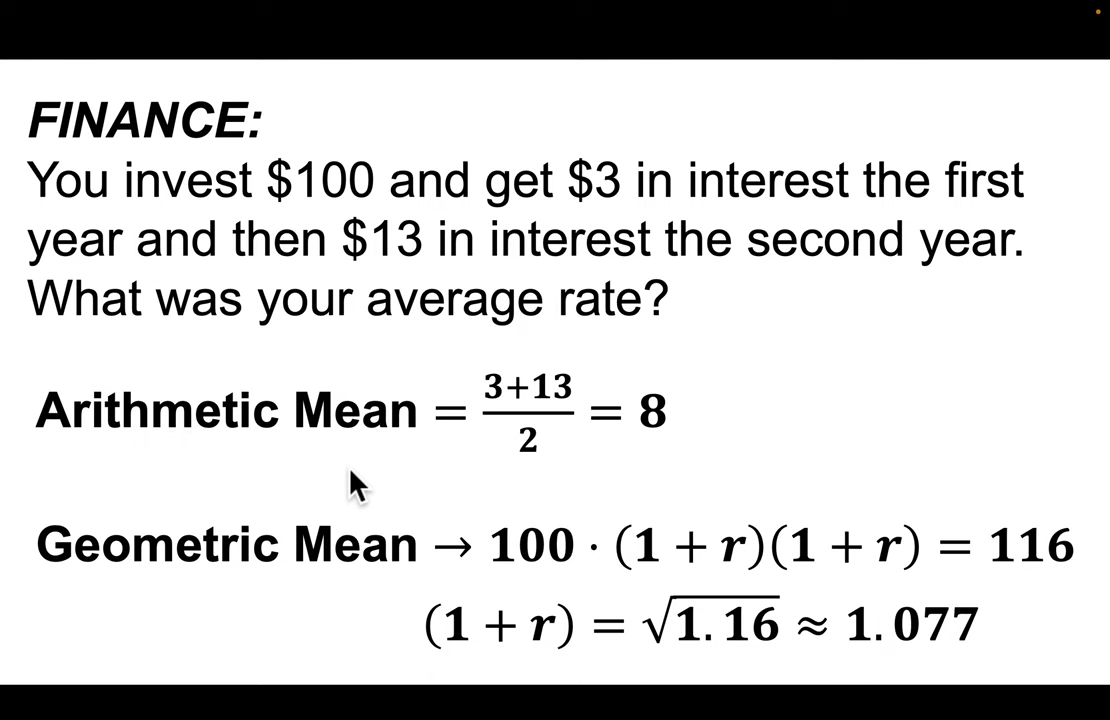 FINANCE:
You invest $100 and get $3 in interest the first
year and then $13 in interest the second year.
What was your average rate?
Arithmetic Mean = (3+13)/2 = 8
Geometric Mean → 100 · (1 + r)(1 + r) = 116
(1 + r) = √1.16 ≈ 1.077